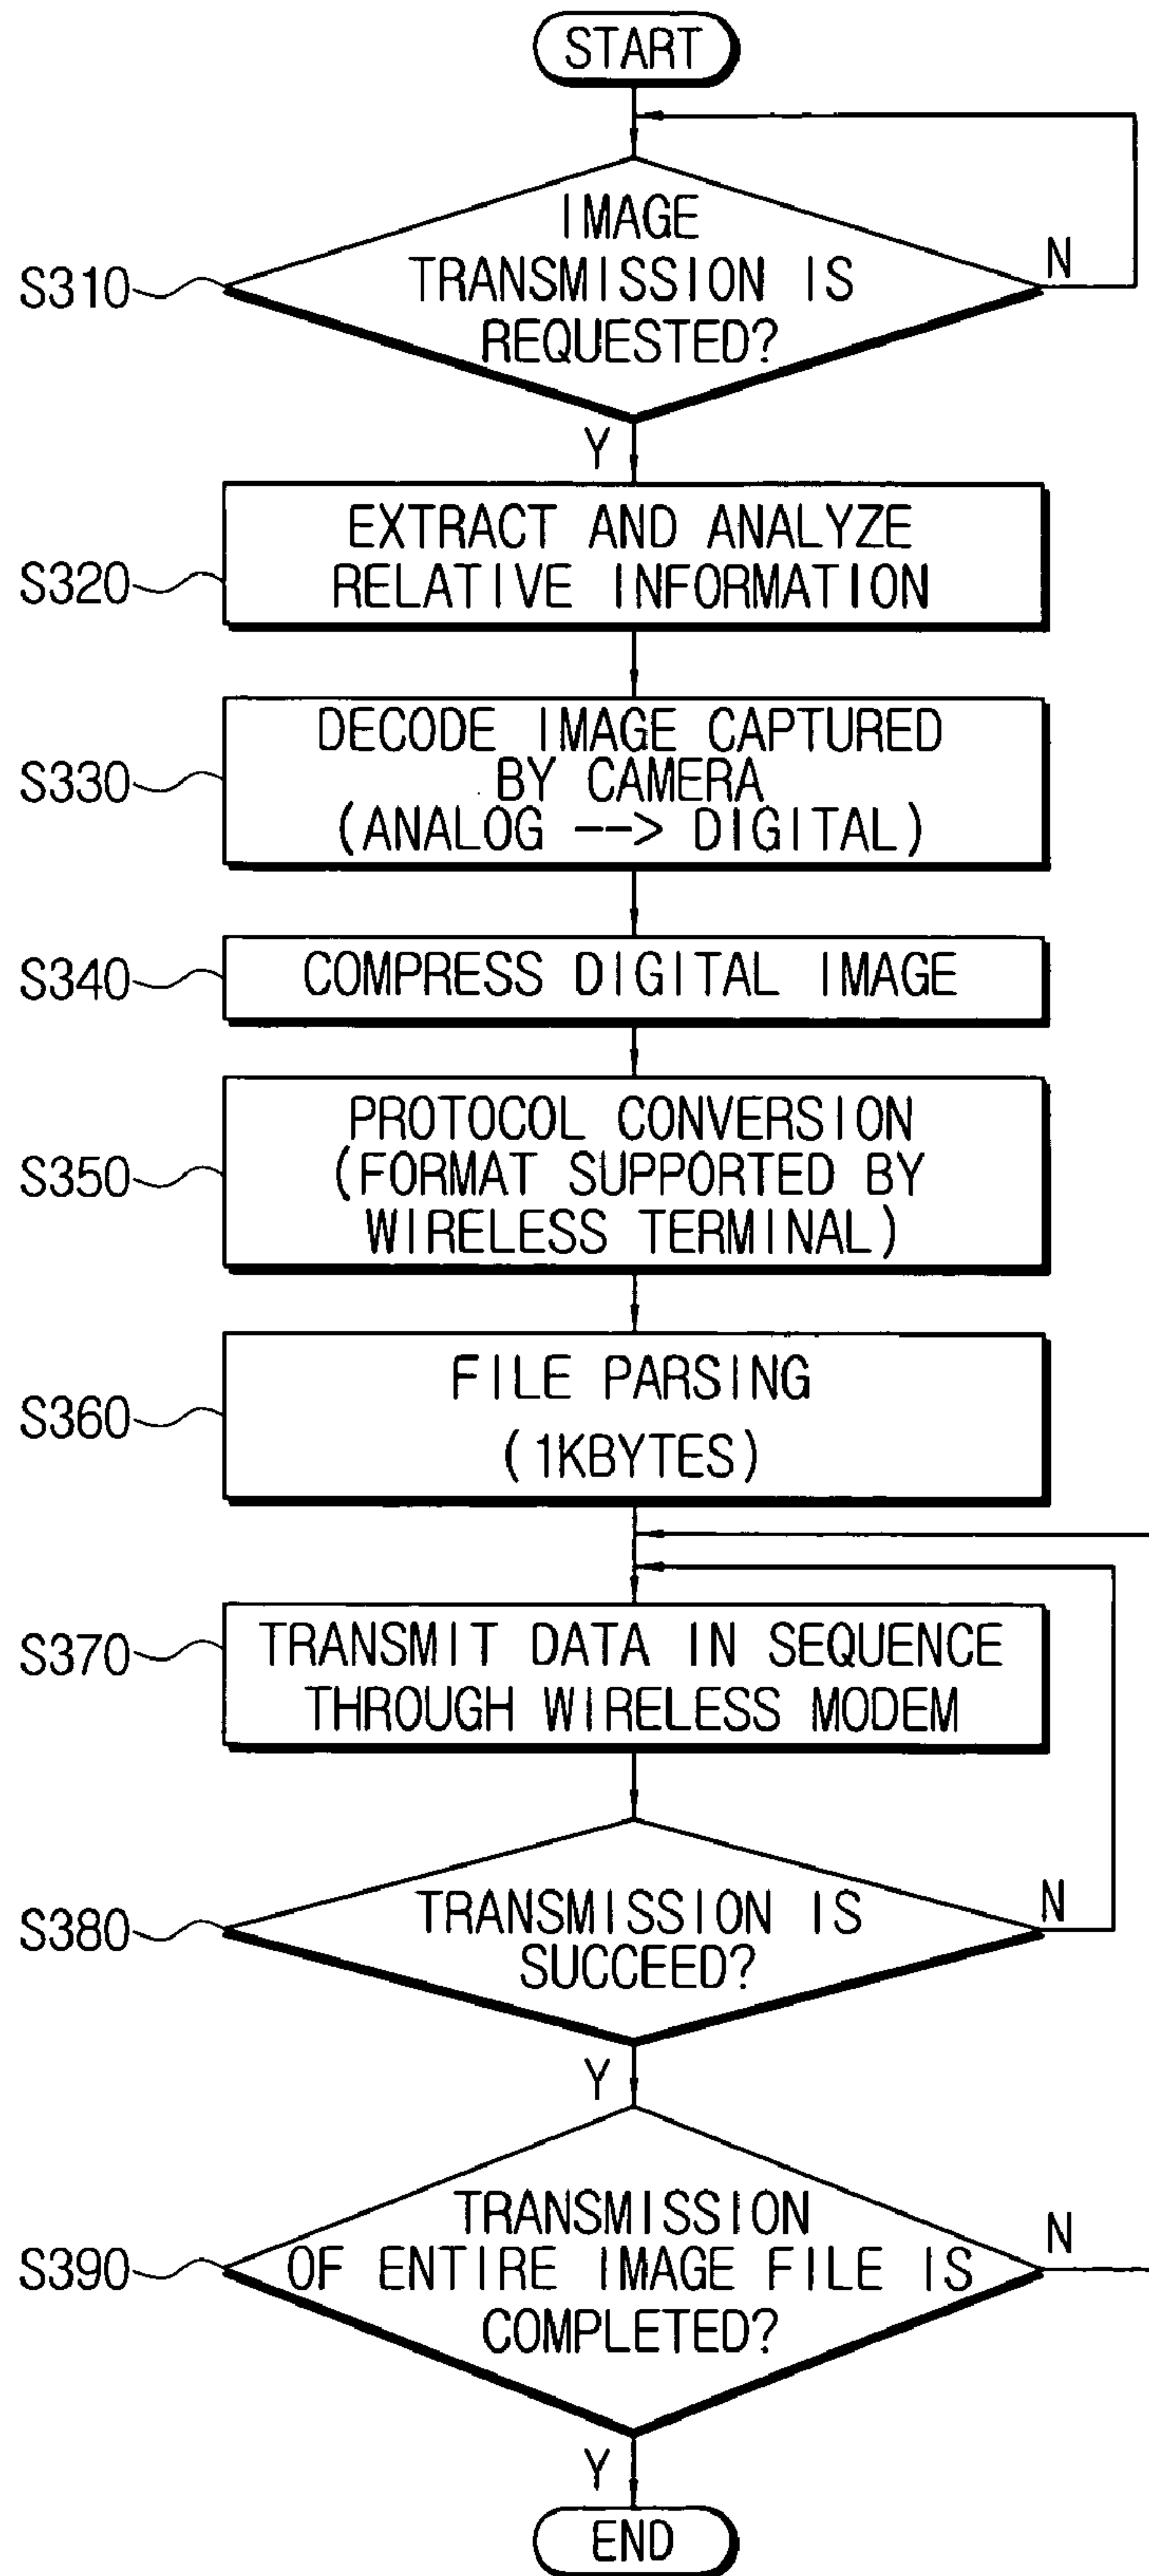 START
IMAGE
TRANSMISSION IS
REQUESTED?
N
S310
Y
EXTRACT AND ANALYZE
RELATIVE INFORMATION
S320
DECODE IMAGE CAPTURED
BY CAMERA
(ANALOG --> DIGITAL)
S330
COMPRESS DIGITAL IMAGE
S340
PROTOCOL CONVERSION
(FORMAT SUPPORTED BY
WIRELESS TERMINAL)
S350
FILE PARSING
(1KBYTES)
S360
TRANSMIT DATA IN SEQUENCE
THROUGH WIRELESS MODEM
S370
TRANSMISSION IS
SUCCEED?
N
S380
Y
TRANSMISSION
OF ENTIRE IMAGE FILE IS
COMPLETED?
N
S390
Y
END